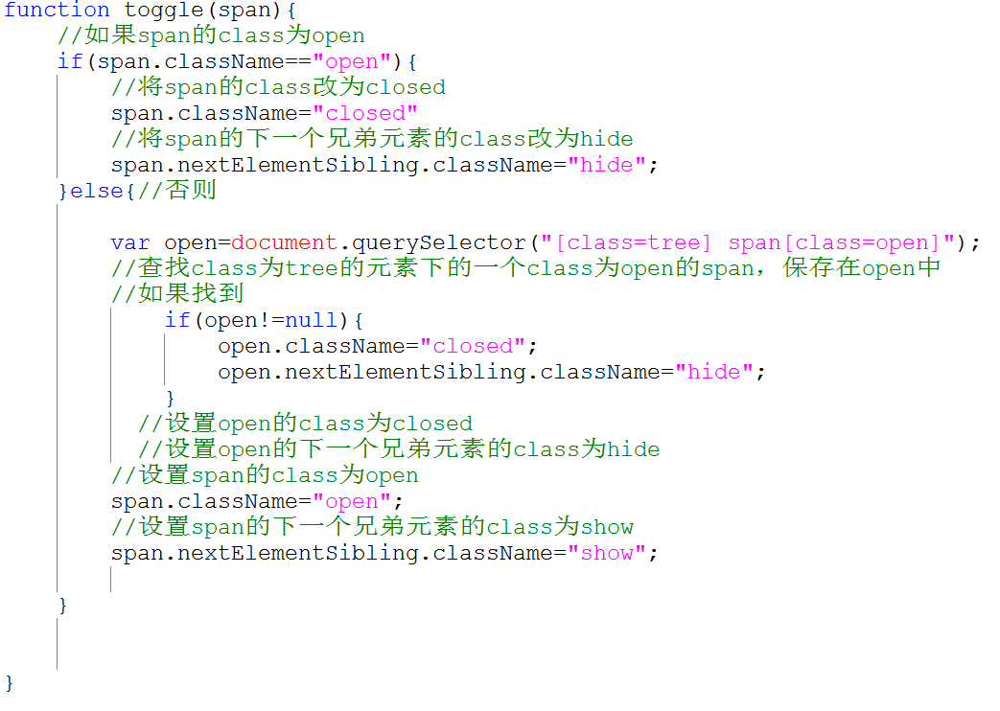 function toggle(span){
//如果span的class为open
if(span.className=="open"){
//将span的class改为closed
span.className="closed"
//将span的下一个兄弟元素的class改为hide
span.nextElementSibling.className="hide";
}else{//否则
var open=document.querySelector("[class=tree] span[class=open]");
//查找class为tree的元素下的一个class为open的span，保存在open中
//如果找到
if(open!=null){
open.className="closed";
open.nextElementSibling.className="hide";
}
//设置open的class为closed
//设置open的下一个兄弟元素的class为hide
//设置span的class为open
span.className="open";
//设置span的下一个兄弟元素的class为show
span.nextElementSibling.className="show";
}
}